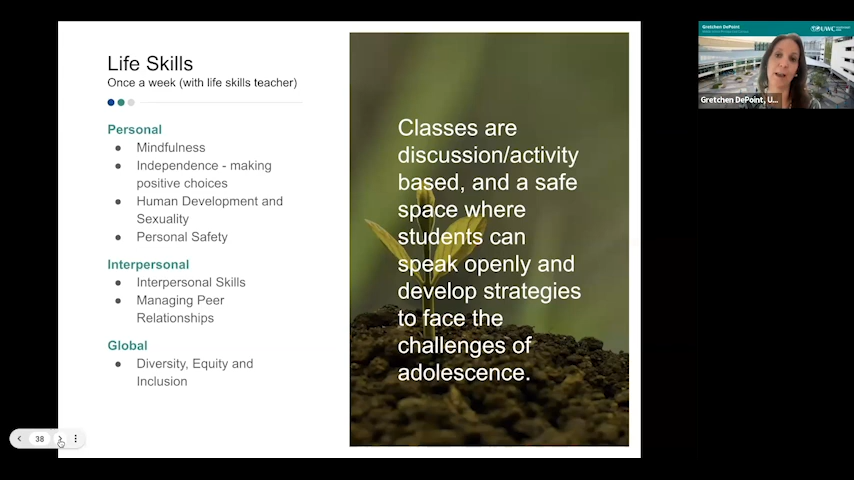 Life Skills
Once a week (with life skills teacher)
Personal
● Mindfulness
● Independence - making
positive choices
● Human Development and
Sexuality
● Personal Safety
Interpersonal
● Interpersonal Skills
● Managing Peer
Relationships
Global
● Diversity, Equity and
Inclusion
Classes are
discussion/activity
based, and a safe
space where
students can
speak openly and
develop strategies
to face the
challenges of
adolescence.
Gretchen DePoint
UWC
Gretchen DePoint, U...
38